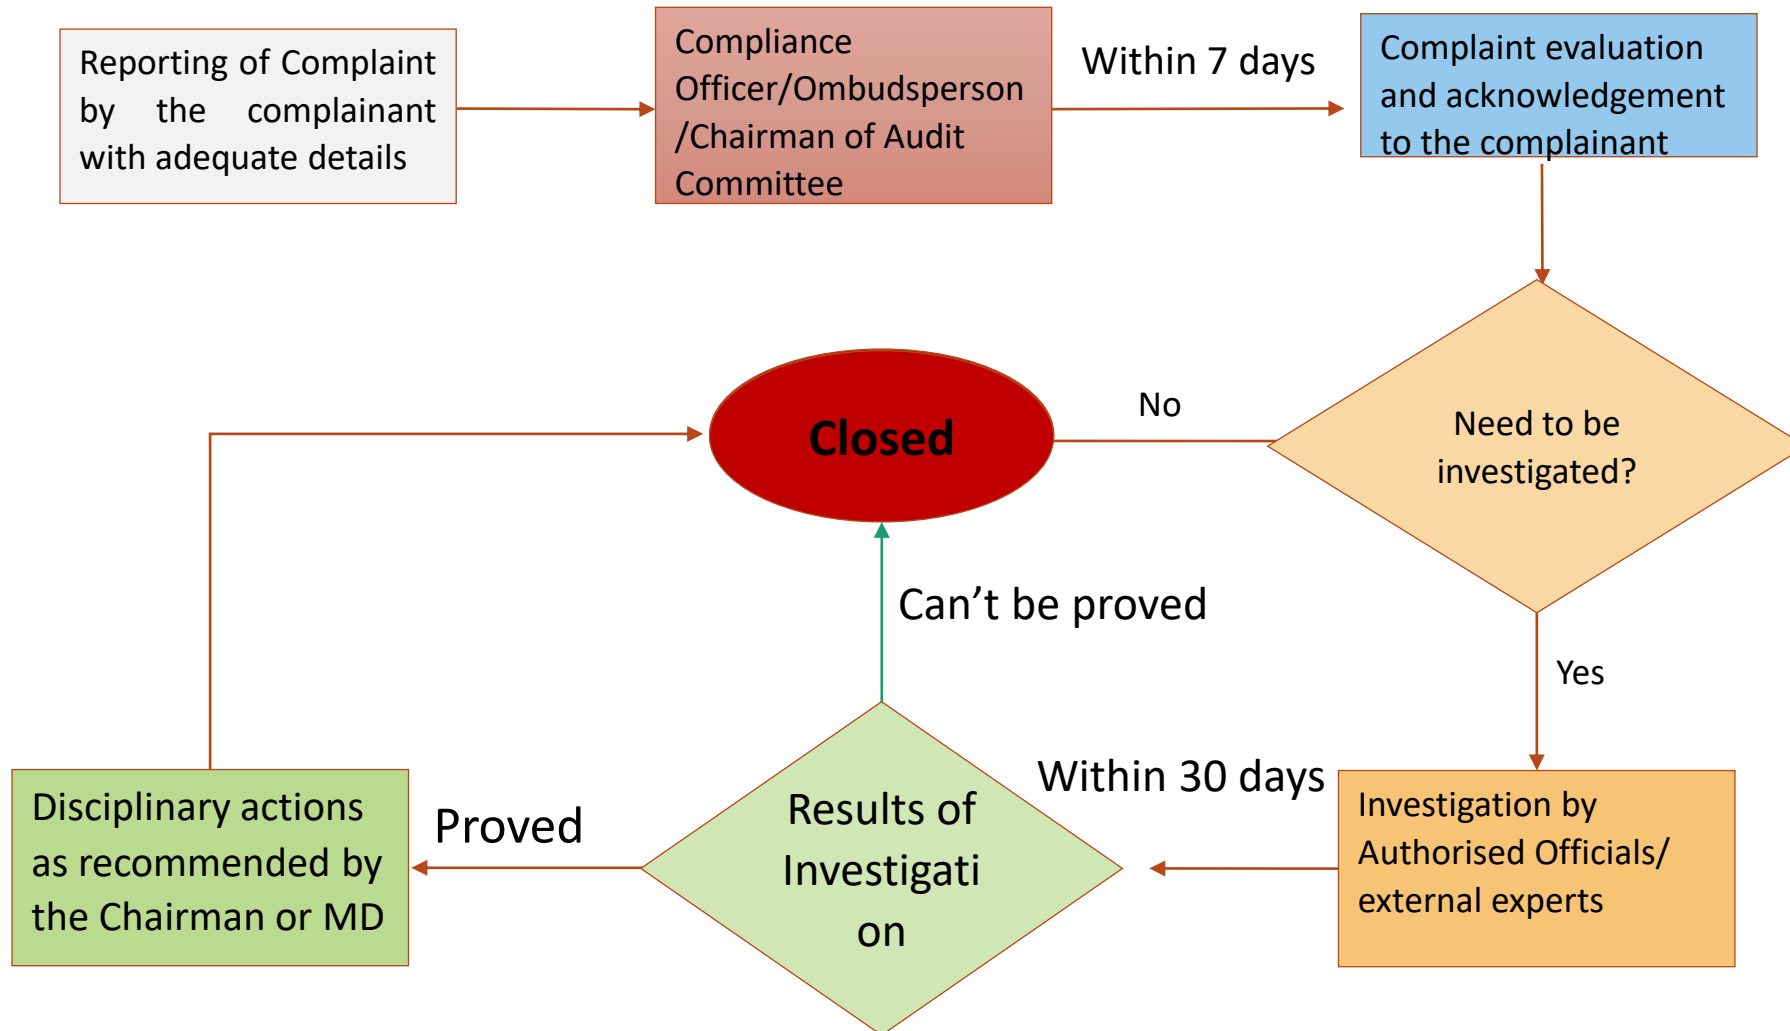 Reporting of Complaint
by the complainant
with adequate details
Compliance
Officer/Ombudsperson
/Chairman of Audit
Committee
Within 7 days
Complaint evaluation
and acknowledgement
to the complainant
Need to be
investigated?
No
Closed
Yes
Investigation by
Authorised Officials/
external experts
Within 30 days
Results of
Investigati
on
Can’t be proved
Proved
Disciplinary actions
as recommended by
the Chairman or MD